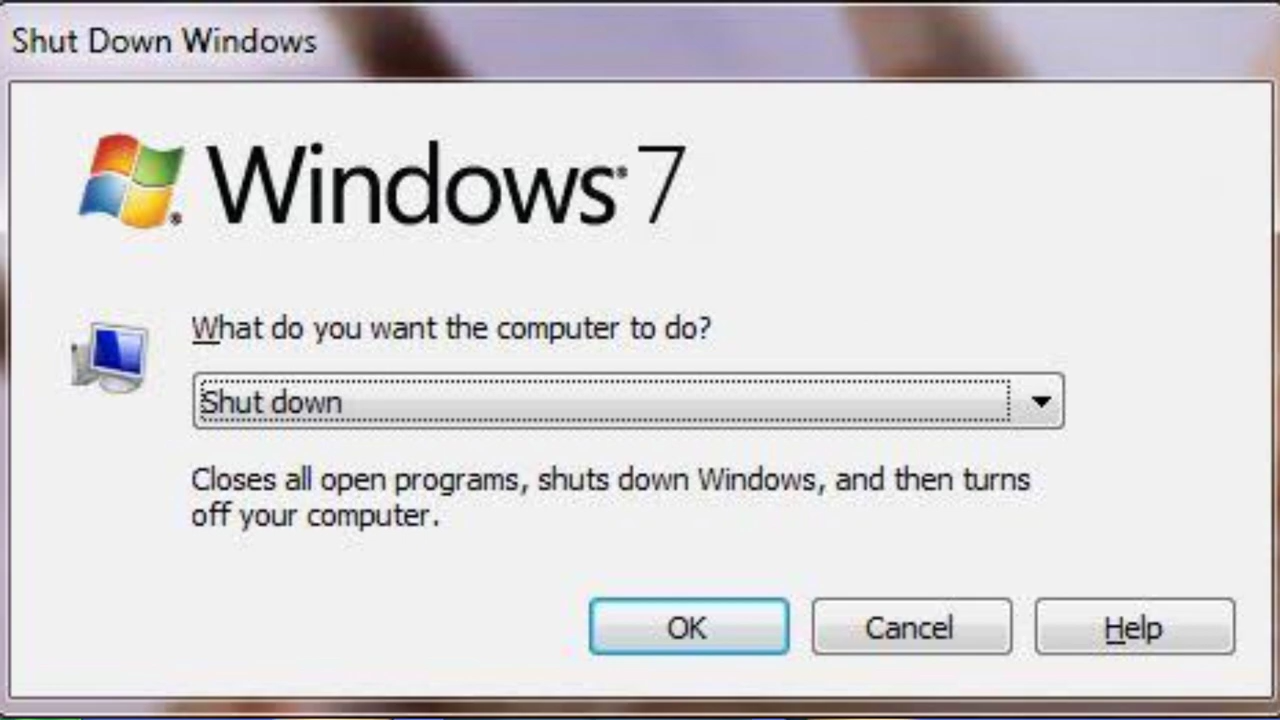 Shut Down Windows
Windows® 7
What do you want the computer to do?
Shut down
Closes all open programs, shuts down Windows, and then turns
off your computer.
OK Cancel Help